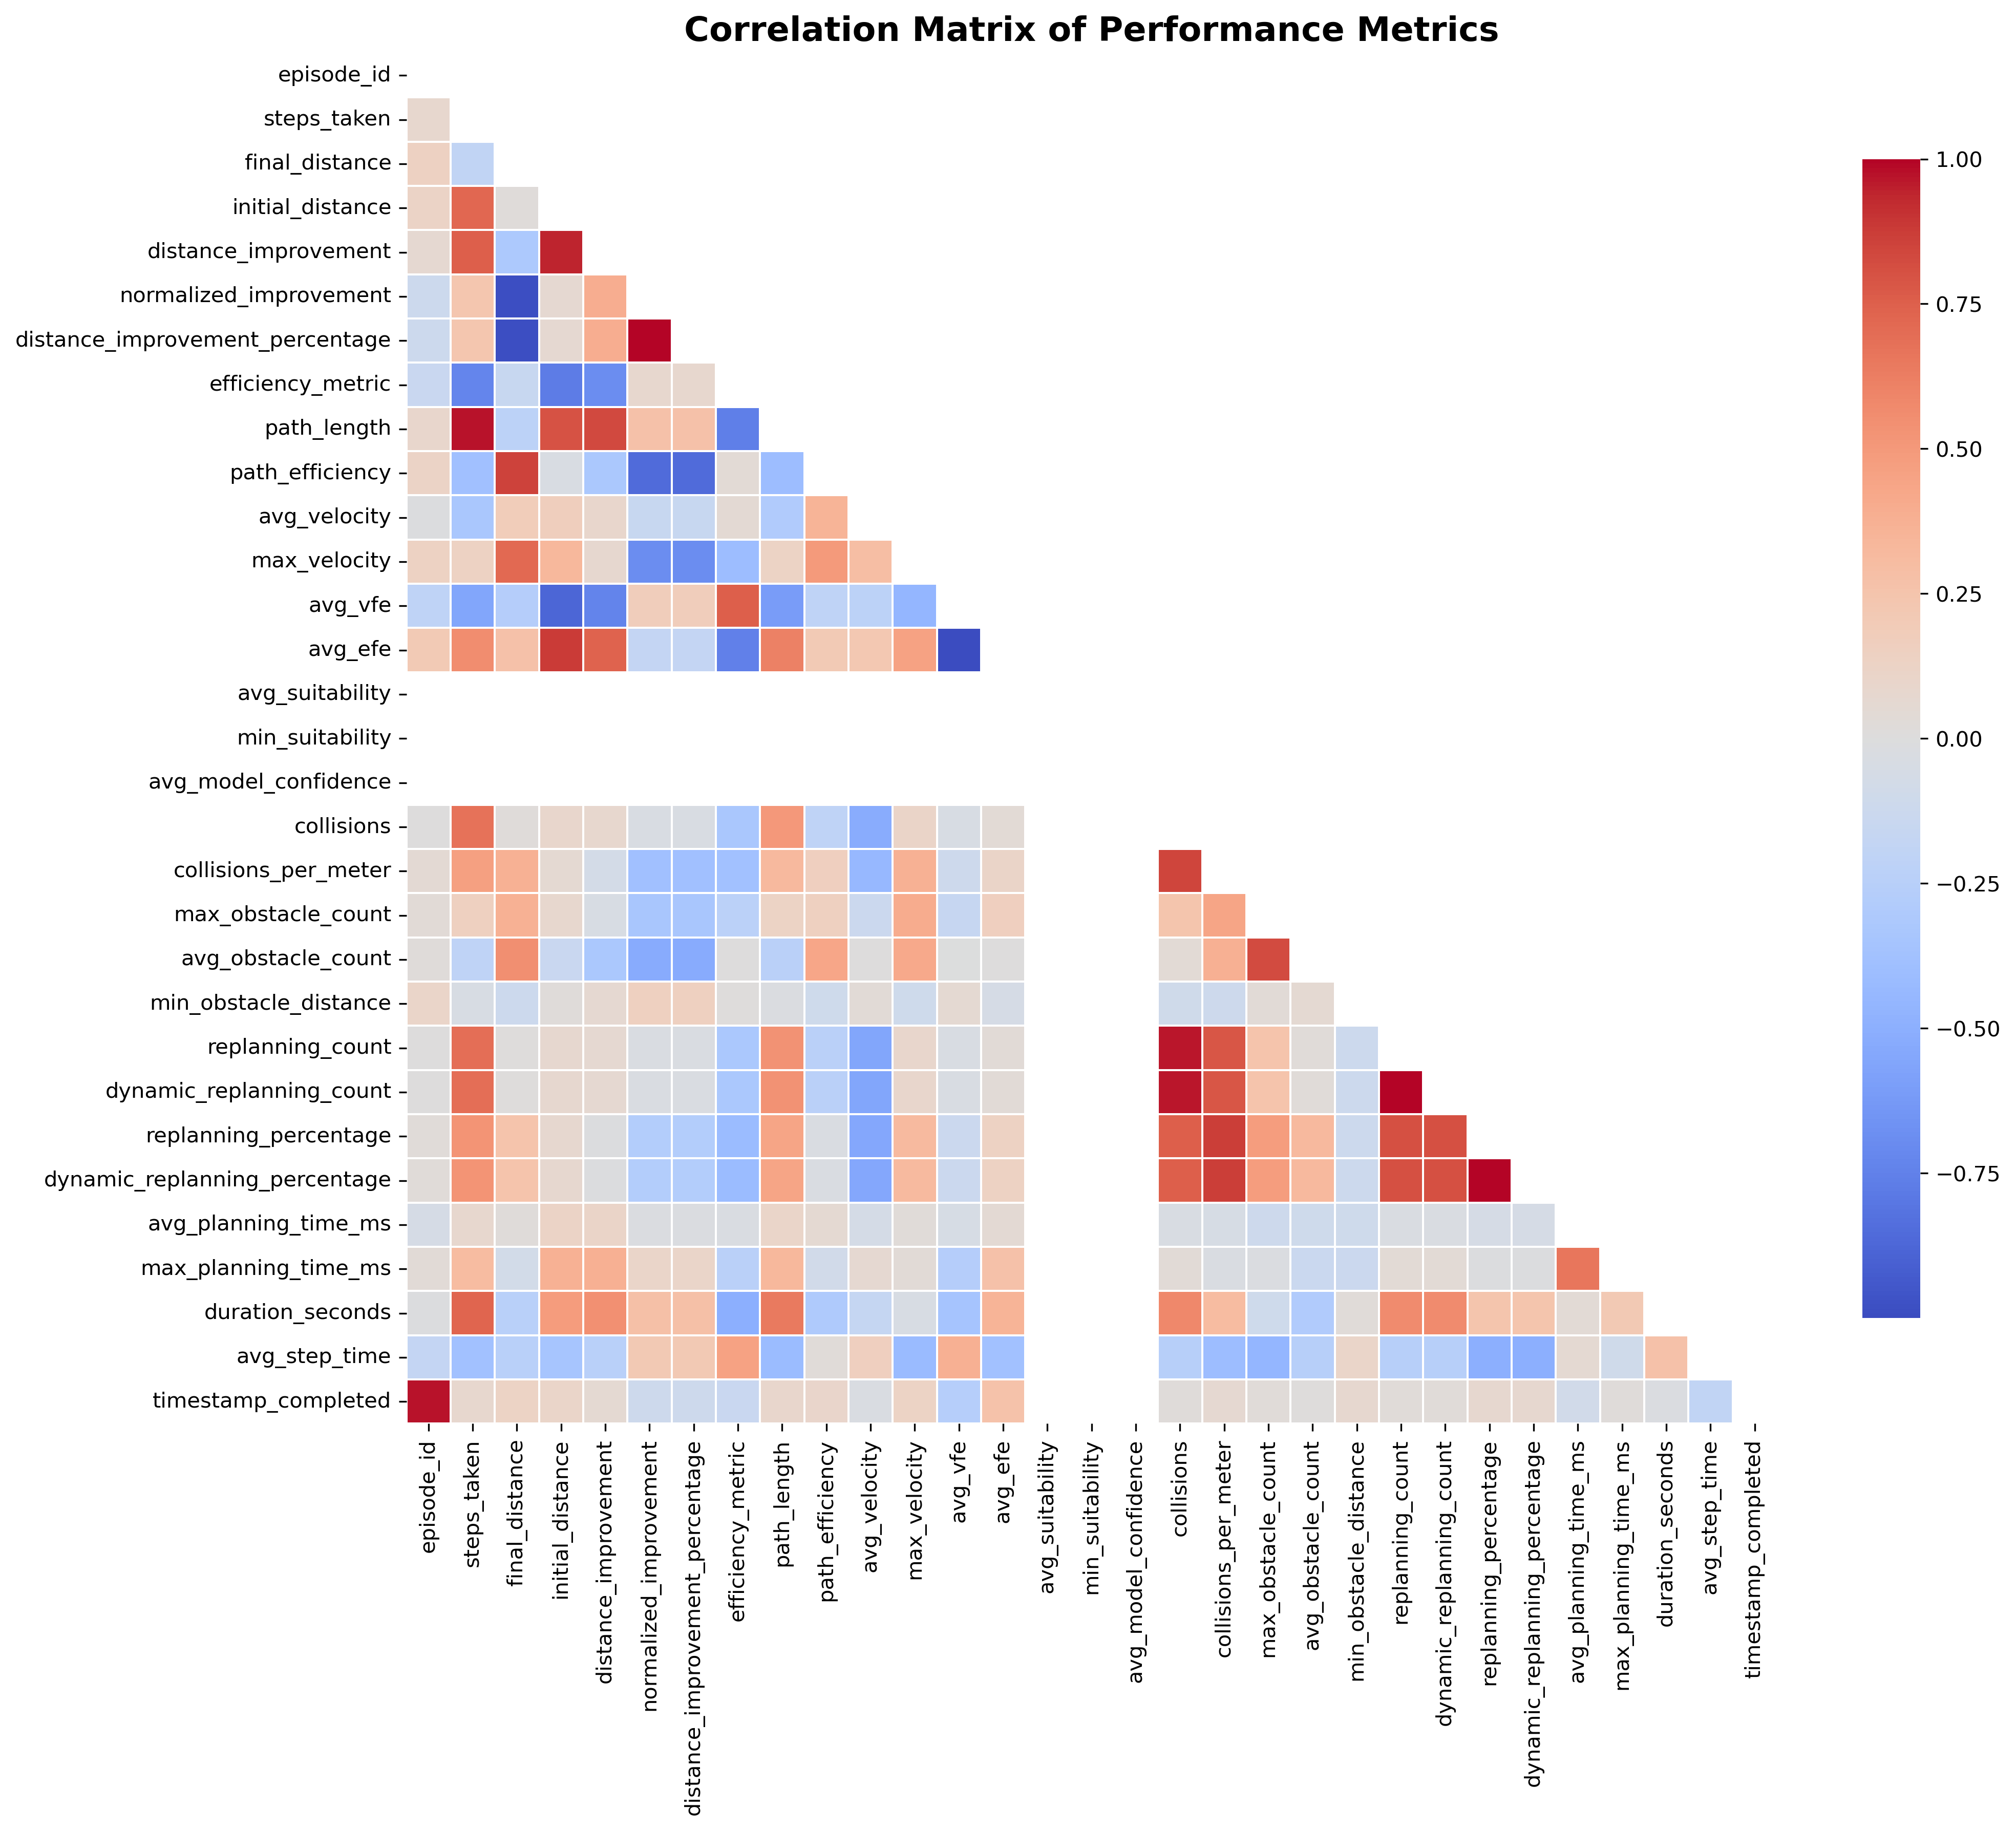 Correlation Matrix of Performance Metrics
episode_id
steps_taken
final_distance
initial_distance
distance_improvement
normalized_improvement
distance_improvement_percentage
efficiency_metric
path_length
path_efficiency
avg_velocity
max_velocity
avg_vfe
avg_efe
avg_suitability
min_suitability
avg_model_confidence
collisions
collisions_per_meter
max_obstacle_count
avg_obstacle_count
min_obstacle_distance
replanning_count
dynamic_replanning_count
replanning_percentage
dynamic_replanning_percentage
avg_planning_time_ms
max_planning_time_ms
duration_seconds
avg_step_time
timestamp_completed
episode_id
steps_taken
final_distance
initial_distance
distance_improvement
normalized_improvement
distance_improvement_percentage
efficiency_metric
path_length
path_efficiency
avg_velocity
max_velocity
avg_vfe
avg_efe
avg_suitability
min_suitability
avg_model_confidence
collisions
collisions_per_meter
max_obstacle_count
avg_obstacle_count
min_obstacle_distance
replanning_count
dynamic_replanning_count
replanning_percentage
dynamic_replanning_percentage
avg_planning_time_ms
max_planning_time_ms
duration_seconds
avg_step_time
timestamp_completed
1.00
0.75
0.50
0.25
0.00
−0.25
−0.50
−0.75